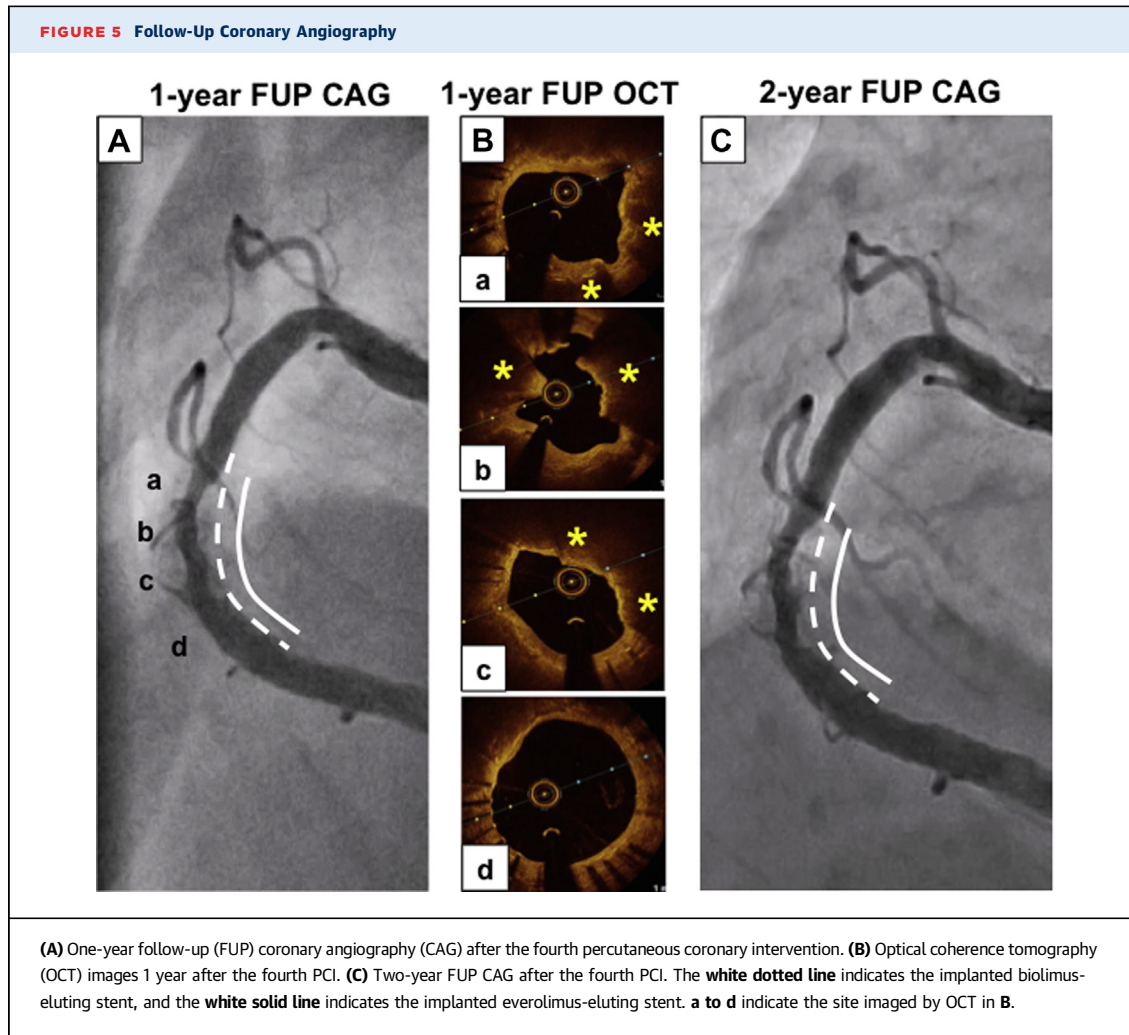 FIGURE 5 Follow-Up Coronary Angiography
1-year FUP CAG
1-year FUP OCT
2-year FUP CAG
A
a
b
c
d
B
*
*
a
*
*
b
*
*
c
d
C
(A) One-year follow-up (FUP) coronary angiography (CAG) after the fourth percutaneous coronary intervention. (B) Optical coherence tomography
(OCT) images 1 year after the fourth PCI. (C) Two-year FUP CAG after the fourth PCI. The white dotted line indicates the implanted biolimus-
eluting stent, and the white solid line indicates the implanted everolimus-eluting stent. a to d indicate the site imaged by OCT in B.